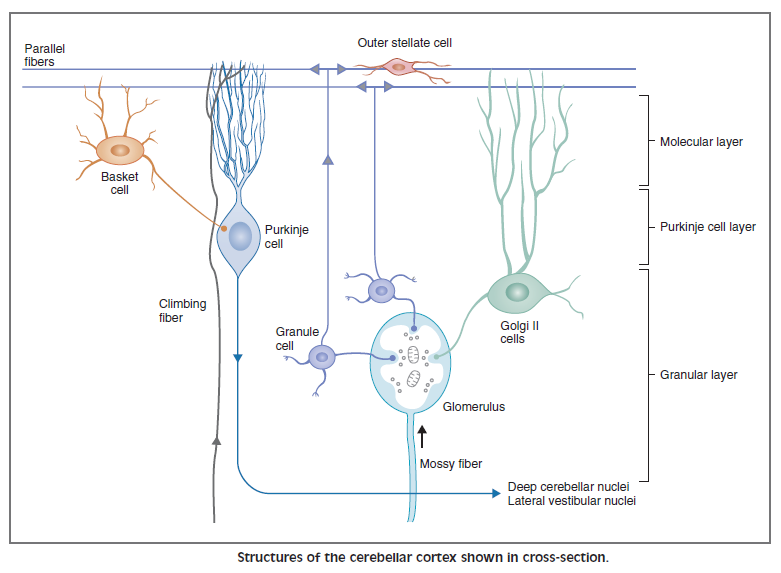 Parallel
fibers
Outer stellate cell
Molecular layer
Basket
cell
Purkinje
cell
Purkinje cell layer
Climbing
fiber
Granule
cell
Golgi II
cells
Granular layer
Glomerulus
Mossy fiber
Deep cerebellar nuclei
Lateral vestibular nuclei
Structures of the cerebellar cortex shown in cross-section.